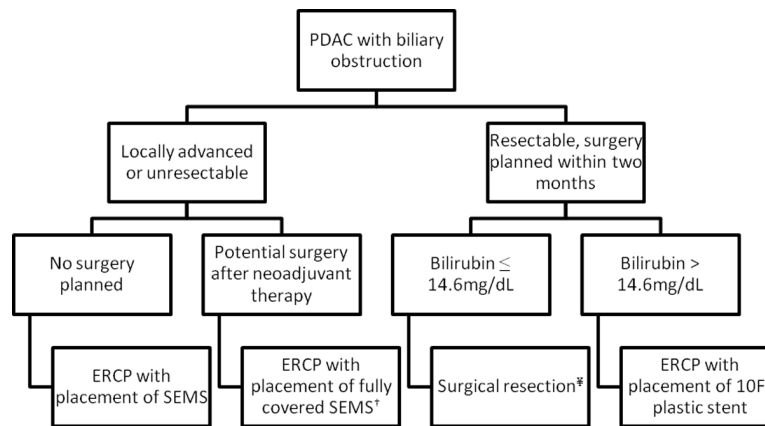 PDAC with biliary
obstruction
Locally advanced
or unresectable
Resectable, surgery
planned within two
months
No surgery
planned
Potential surgery
after neoadjuvant
therapy
Bilirubin ≤
14.6mg/dL
Bilirubin >
14.6mg/dL
ERCP with
placement of SEMS
ERCP with
placement of fully
covered SEMS†
Surgical resection¥
ERCP with
placement of 10F
plastic stent